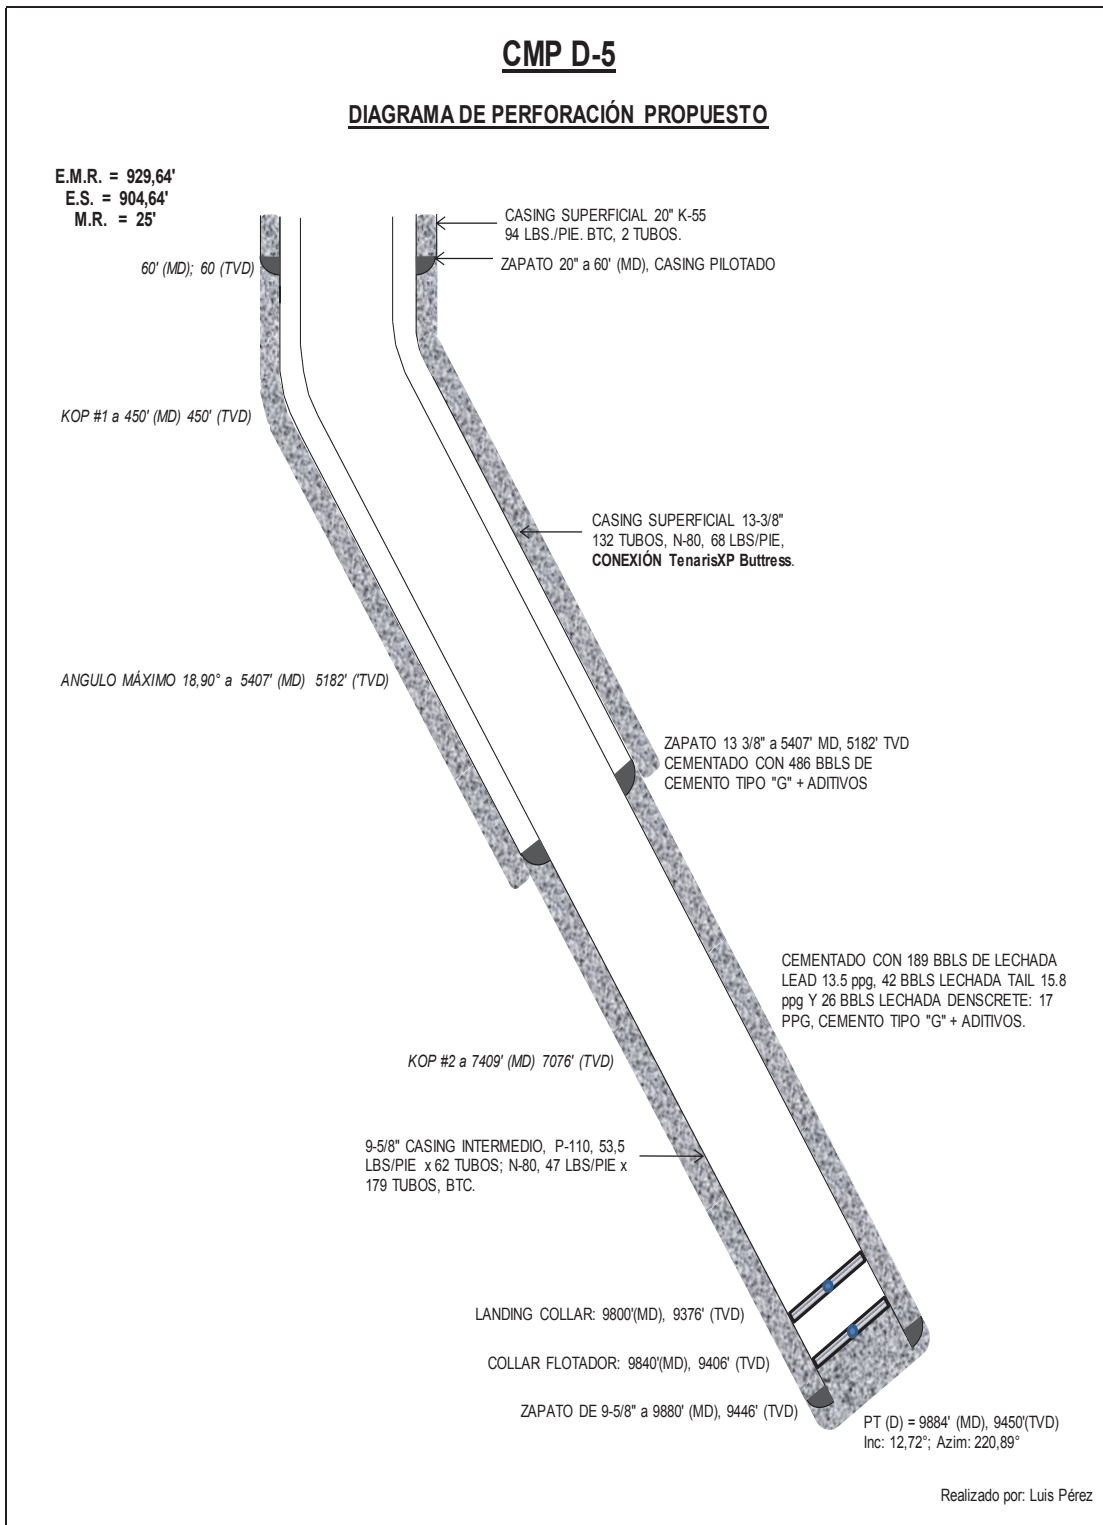 CMP D-5
DIAGRAMA DE PERFORACIÓN PROPUESTO
E.M.R. = 929,64'
E.S. = 904,64'
M.R. = 25'
CASING SUPERFICIAL 20" K-55
94 LBS./PIE. BTC, 2 TUBOS.
60' (MD); 60 (TVD)
ZAPATO 20" a 60' (MD), CASING PILOTADO
KOP #1 a 450' (MD) 450' (TVD)
CASING SUPERFICIAL 13-3/8"
132 TUBOS, N-80, 68 LBS/PIE,
CONEXIÓN TenarisXP Buttress.
ANGULO MÁXIMO 18,90° a 5407' (MD) 5182' ('TVD)
ZAPATO 13 3/8" a 5407' MD, 5182' TVD
CEMENTADO CON 486 BBLS DE
CEMENTO TIPO "G" + ADITIVOS
CEMENTADO CON 189 BBLS DE LECHADA
LEAD 13.5 ppg, 42 BBLS LECHADA TAIL 15.8
ppg Y 26 BBLS LECHADA DENSCRETE: 17
PPG, CEMENTO TIPO "G" + ADITIVOS.
KOP #2 a 7409' (MD) 7076' (TVD)
9-5/8" CASING INTERMEDIO, P-110, 53,5
LBS/PIE x 62 TUBOS; N-80, 47 LBS/PIE x
179 TUBOS, BTC.
LANDING COLLAR: 9800'(MD), 9376' (TVD)
COLLAR FLOTADOR: 9840'(MD), 9406' (TVD)
ZAPATO DE 9-5/8" a 9880' (MD), 9446' (TVD)
PT (D) = 9884' (MD), 9450'(TVD)
Inc: 12,72°; Azim: 220,89°
Realizado por: Luis Pérez